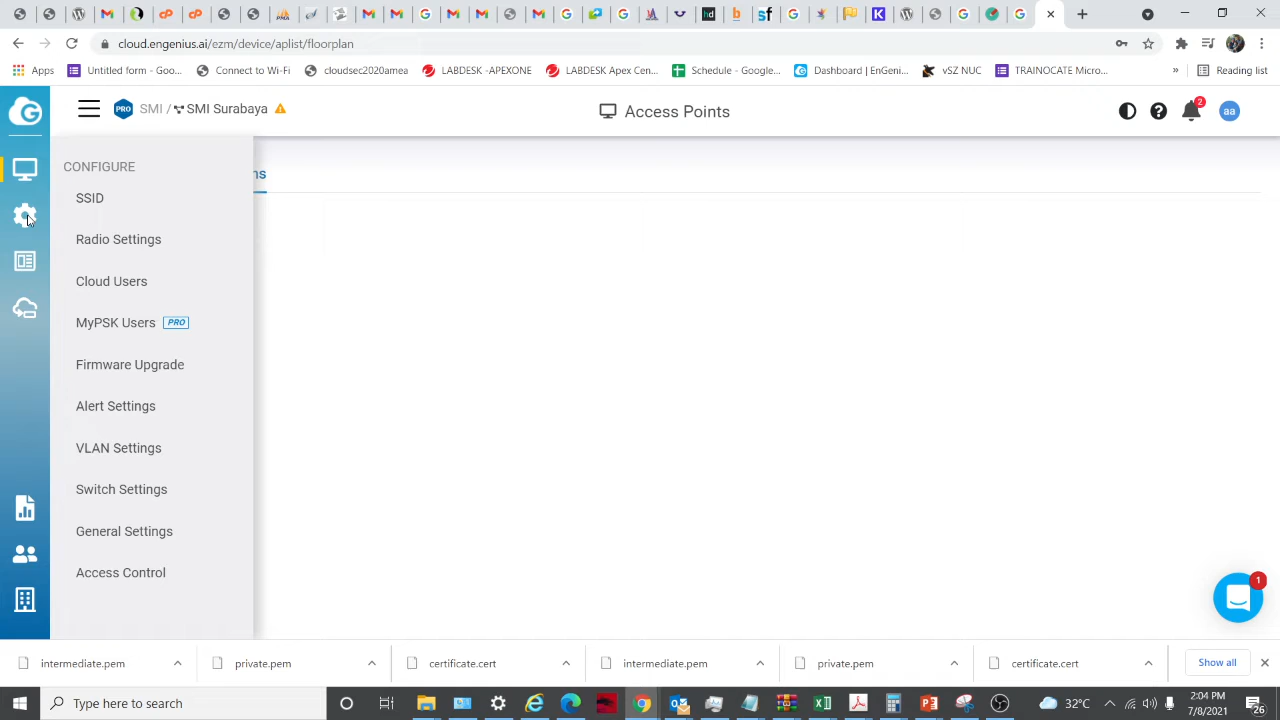 cloud.engenius.ai/ezm/device/aplist/floorplan
Apps
Untitled form - Goo...
Connect to Wi-Fi
cloudsec2020amea
LABDESK -APEXONE
LABDESK Apex Cen...
Schedule - Google...
Dashboard | EnGeni...
vSZ NUC
TRAINOCATE Micro...
»
Reading list
PRO SMI / SMI Surabaya
Access Points
2
aa
CONFIGURE
ns
SSID
Radio Settings
Cloud Users
MyPSK Users PRO
Firmware Upgrade
Alert Settings
VLAN Settings
Switch Settings
General Settings
Access Control
1
intermediate.pem
private.pem
certificate.cert
intermediate.pem
private.pem
certificate.cert
Show all
Type here to search
32°C
2:04 PM
7/8/2021
26